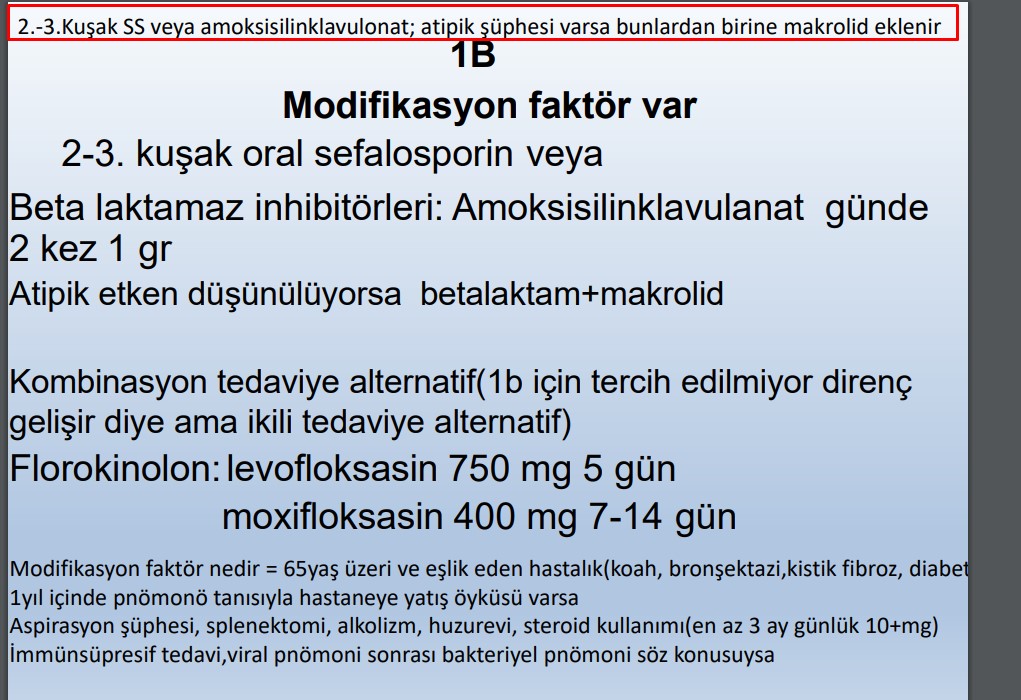 2.-3.Kuşak SS veya amoksisilinklavulonat; atipik şüphesi varsa bunlardan birine makrolid eklenir
1B
Modifikasyon faktör var
2-3. kuşak oral sefalosporin veya
Beta laktamaz inhibitörleri: Amoksisilinklavulanat günde
2 kez 1 gr
Atipik etken düşünülüyorsa betalaktam+makrolid
Kombinasyon tedaviye alternatif(1b için tercih edilmiyor direnç
gelişir diye ama ikili tedaviye alternatif)
Florokinolon: levofloksasin 750 mg 5 gün
moxifloksasin 400 mg 7-14 gün
Modifikasyon faktör nedir = 65yaş üzeri ve eşlik eden hastalık(koah, bronşektazi,kistik fibroz, diabet
1yıl içinde pnömonö tanısıyla hastaneye yatış öyküsü varsa
Aspirasyon şüphesi, splenektomi, alkolizm, huzurevi, steroid kullanımı(en az 3 ay günlük 10+mg)
İmmünsüpresif tedavi,viral pnömoni sonrası bakteriyel pnömoni söz konusuysa